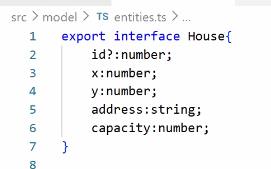 src > model > TS entities.ts > ...
1 export interface House{
2 id?:number;
3 x:number;
4 y:number;
5 address:string;
6 capacity:number;
7 }
8